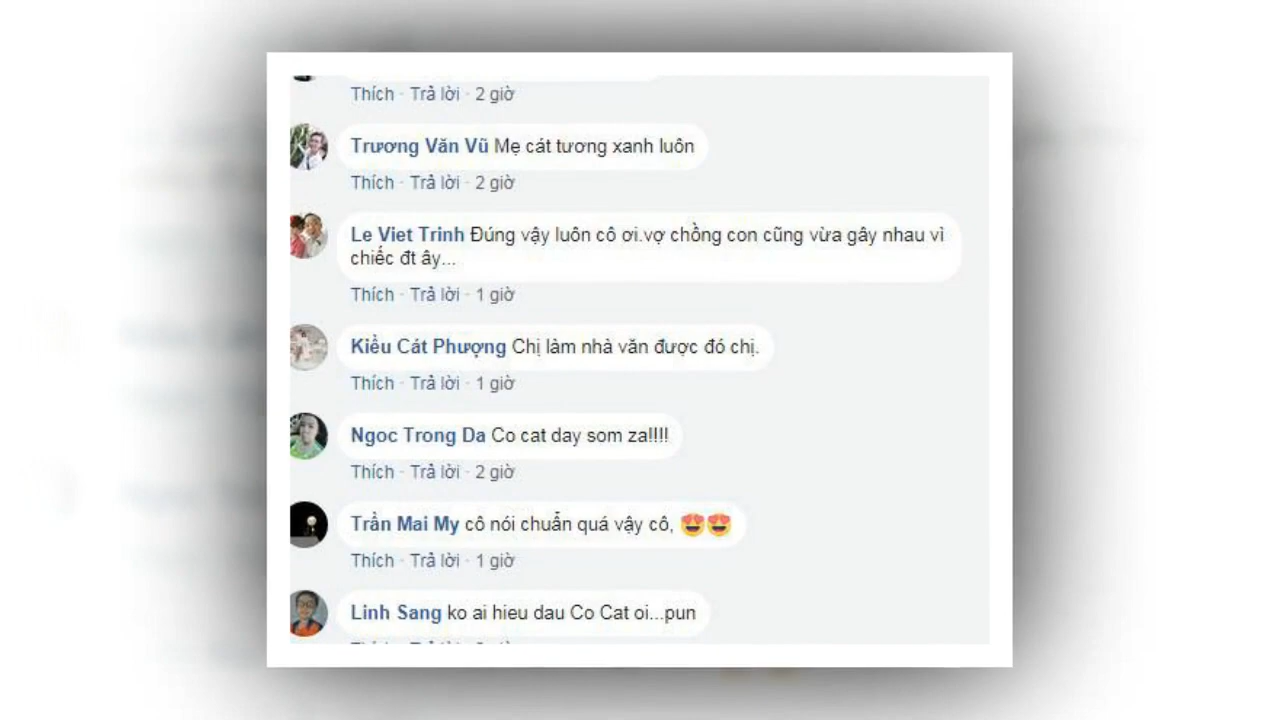 Thích · Trả lời · 2 giờ
Trương Văn Vũ Mẹ cát tương xanh luôn
Thích · Trả lời · 2 giờ
Le Viet Trinh Đúng vậy luôn cô ơi.vợ chồng con cũng vừa gây nhau vì
chiếc đt ây...
Thích · Trả lời · 1 giờ
Kiều Cát Phượng Chị làm nhà văn được đó chị.
Thích · Trả lời · 1 giờ
Ngoc Trong Da Co cat day som za!!!!
Thích · Trả lời · 2 giờ
Trần Mai My cô nói chuẩn quá vậy cô, 😍😍
Thích · Trả lời · 1 giờ
Linh Sang ko ai hieu dau Co Cat oi...pun